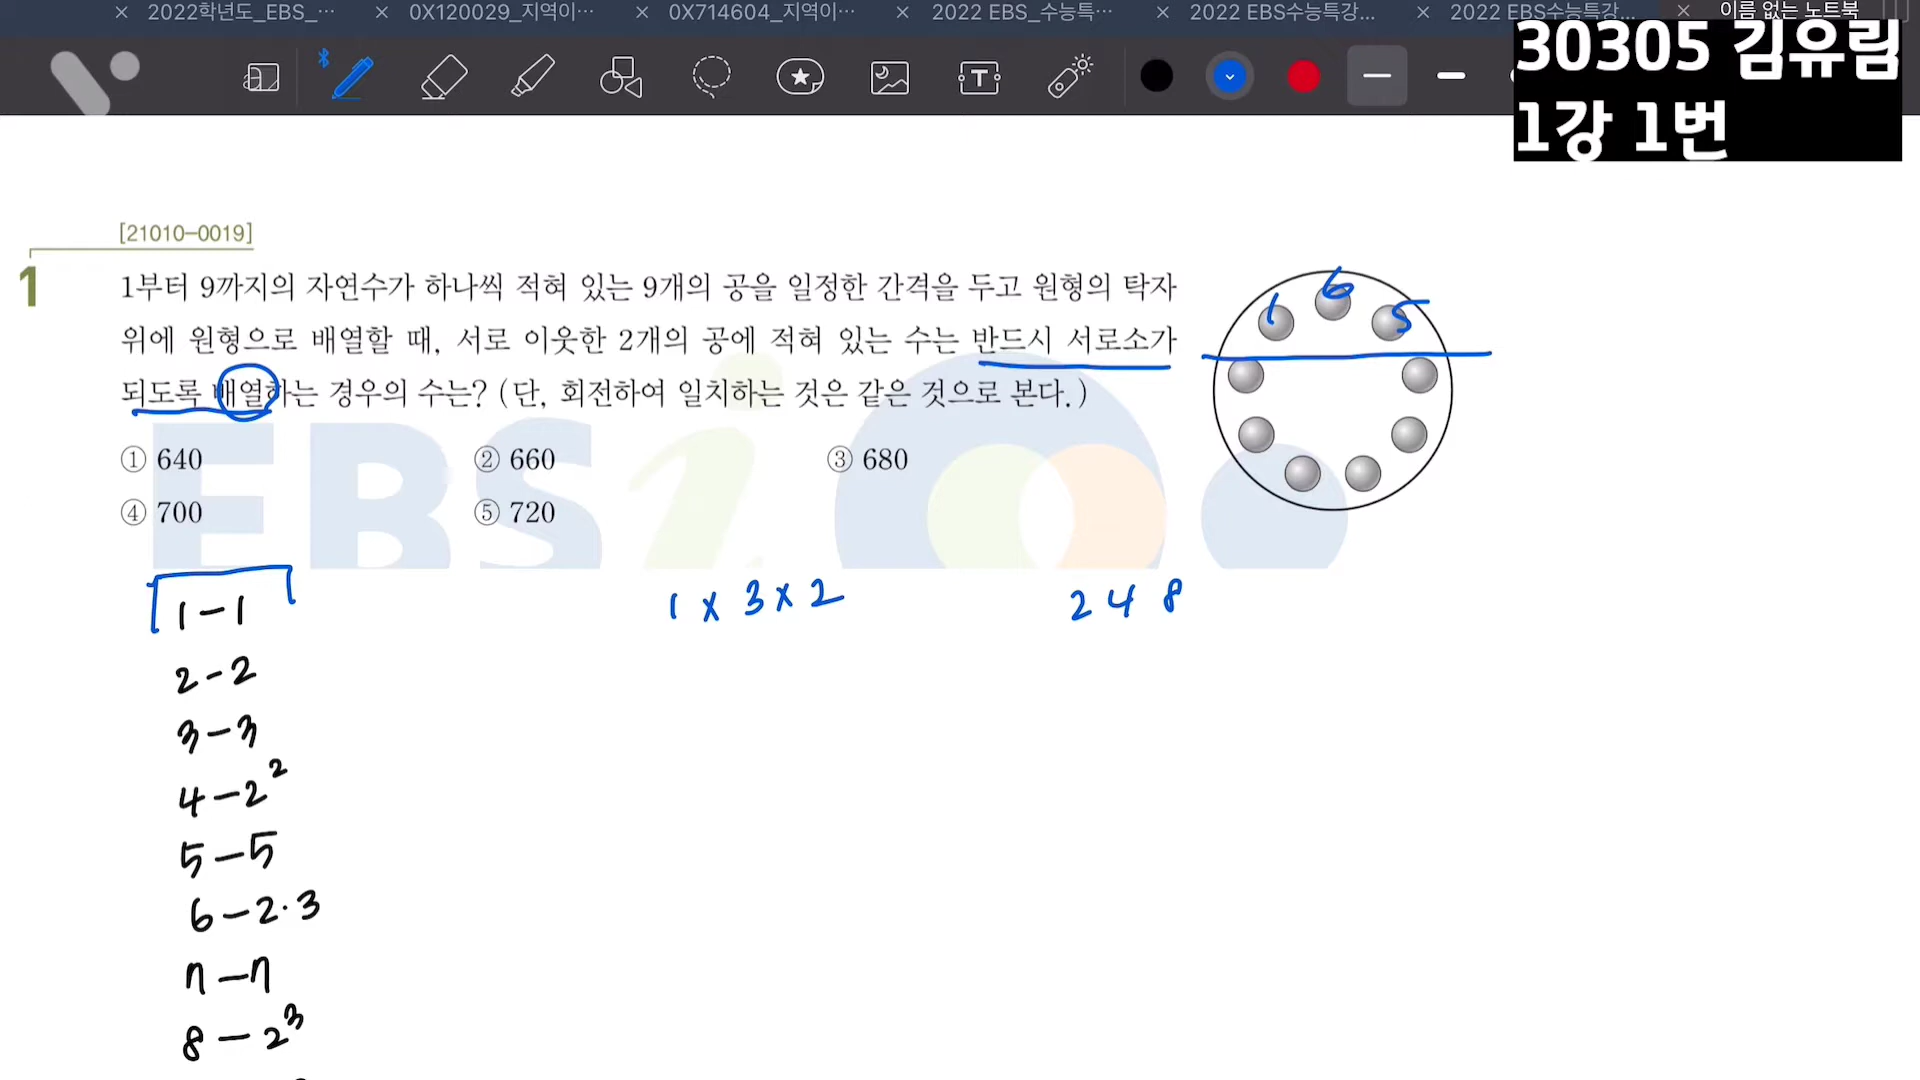 2022학년도_EBS_… 0X120029_지역이… 0X714604_지역이… 2022 EBS_수능특… 2022 EBS수능특강… 2022 EBS수능특강… 이름 없는 노트북
30305 김유림
1강 1번
[21010-0019]
1
1부터 9까지의 자연수가 하나씩 적혀 있는 9개의 공을 일정한 간격을 두고 원형의 탁자
위에 원형으로 배열할 때, 서로 이웃한 2개의 공에 적혀 있는 수는 반드시 서로소가
되도록 배열하는 경우의 수는? (단, 회전하여 일치하는 것은 같은 것으로 본다.)
① 640 ② 660 ③ 680
④ 700 ⑤ 720
1 6 5
EBSi
1-1
1 x 3 x 2 2 4 8
2-2
3-3
4-2²
5-5
6-2·3
7-7
8-2³